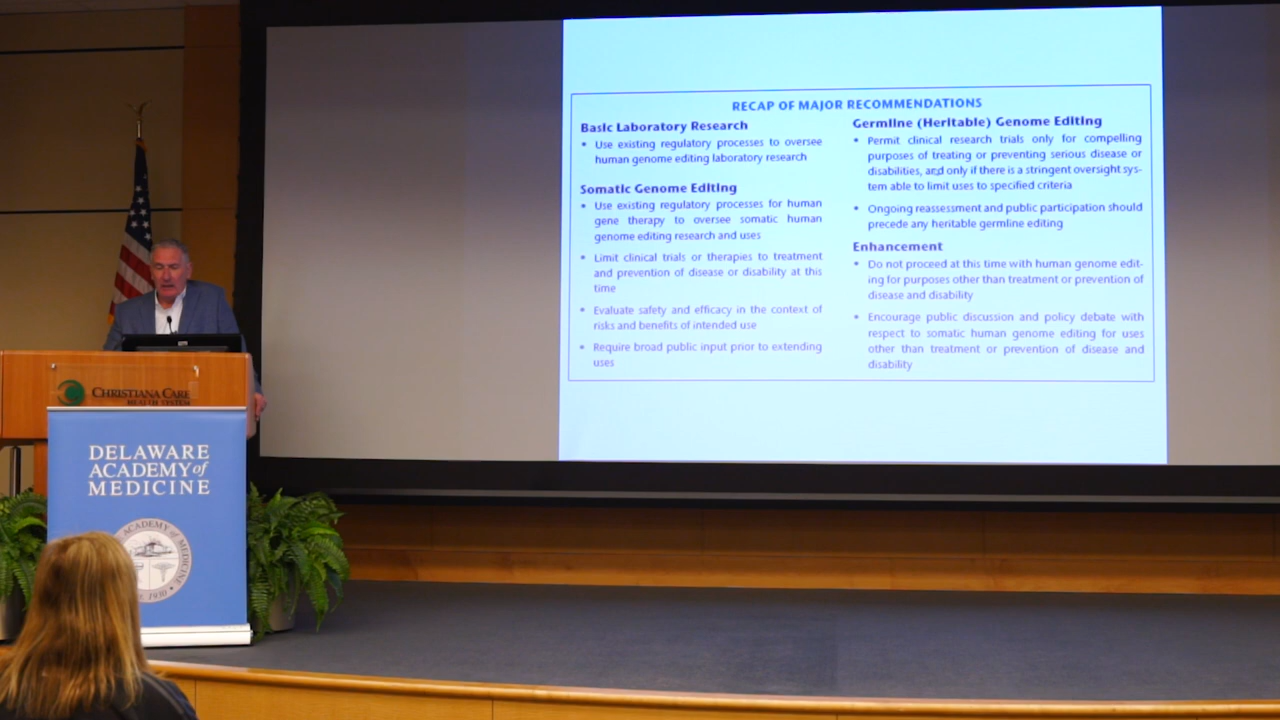 RECAP OF MAJOR RECOMMENDATIONS
Basic Laboratory Research
• Use existing regulatory processes to oversee
human genome editing laboratory research
Somatic Genome Editing
• Use existing regulatory processes for human
gene therapy to oversee somatic human
genome editing research and uses
• Limit clinical trials or therapies to treatment
and prevention of disease or disability at this
time
• Evaluate safety and efficacy in the context of
risks and benefits of intended use
• Require broad public input prior to extending
uses
Germline (Heritable) Genome Editing
• Permit clinical research trials only for compelling
purposes of treating or preventing serious disease or
disabilities, and only if there is a stringent oversight sys-
tem able to limit uses to specified criteria
• Ongoing reassessment and public participation should
precede any heritable germline editing
Enhancement
• Do not proceed at this time with human genome edit-
ing for purposes other than treatment or prevention of
disease and disability
• Encourage public discussion and policy debate with
respect to somatic human genome editing for uses
other than treatment or prevention of disease and
disability
CHRISTIANA CARE
HEALTH SYSTEM
DELAWARE
ACADEMY of
MEDICINE
ACADEMY of MEDICINE
1930